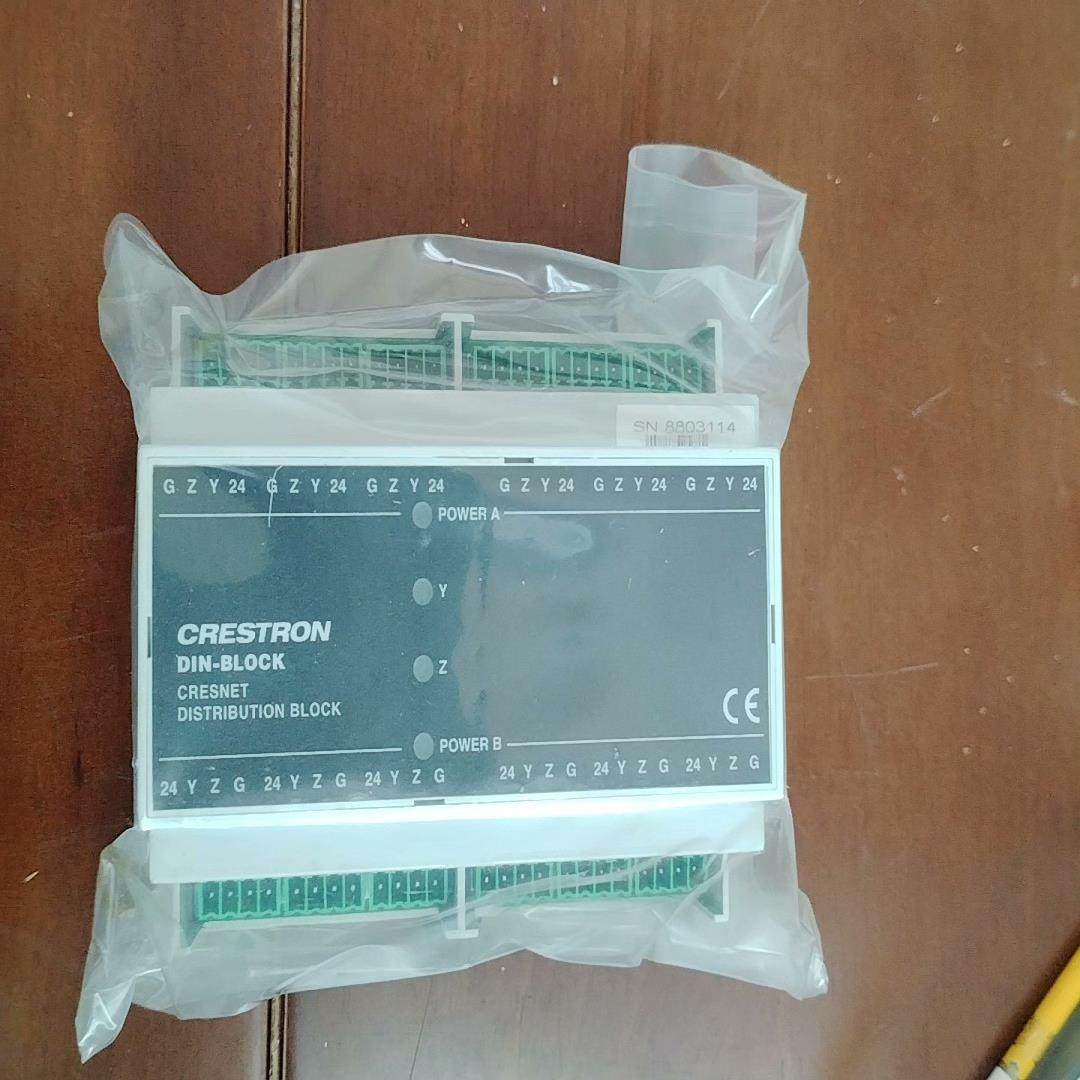 SN 8803114
G Z Y 24 G Z Y 24 G Z Y 24 G Z Y 24 G Z Y 24 G Z Y 24
POWER A
Y
CRESTRON
DIN-BLOCK
Z
CRESNET
DISTRIBUTION BLOCK
CE
POWER B
24 Y Z G 24 Y Z G 24 Y Z G 24 Y Z G 24 Y Z G 24 Y Z G